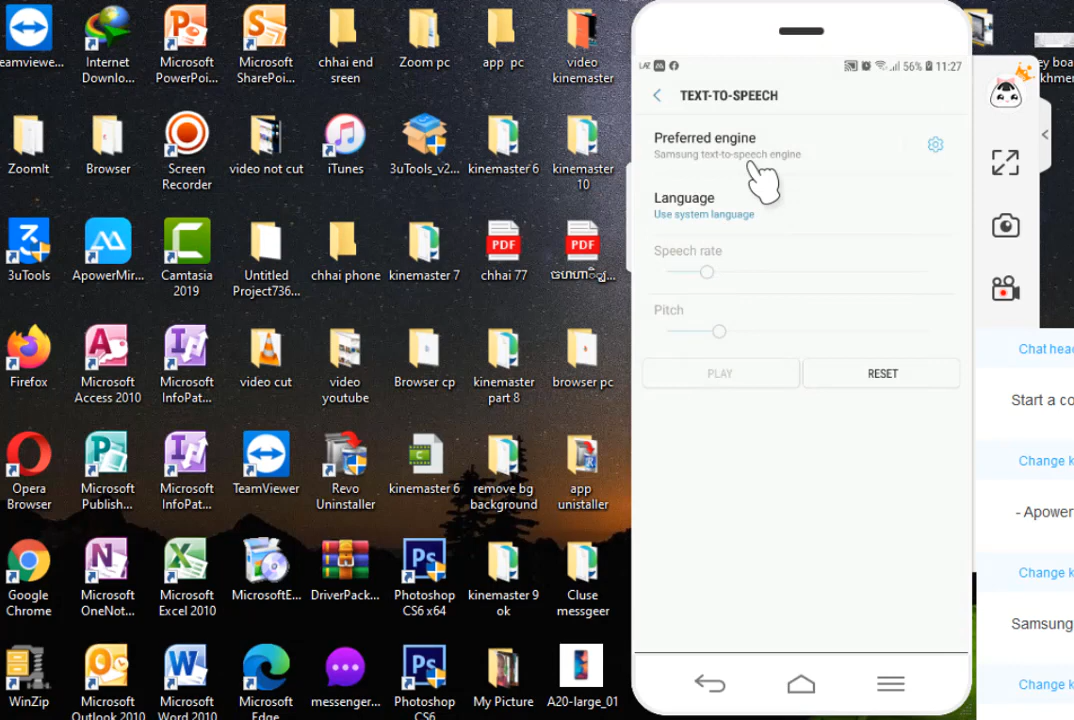 eamviewe...
Internet
Downlo...
Microsoft
PowerPoi...
Microsoft
SharePoi...
chhai end
sreen
Zoom pc
app pc
video
kinemaster
ZoomIt
Browser
Screen
Recorder
video not cut
iTunes
3uTools_v2...
kinemaster 6
kinemaster
10
3uTools
ApowerMir...
Camtasia
2019
Untitled
Project736...
chhai phone
kinemaster 7
PDF
chhai 77
PDF
Firefox
Microsoft
Access 2010
Microsoft
InfoPat...
video cut
video
youtube
Browser cp
kinemaster
part 8
browser pc
Opera
Browser
Microsoft
Publish...
Microsoft
InfoPat...
TeamViewer
Revo
Uninstaller
kinemaster 6
remove bg
background
app
unistaller
Google
Chrome
Microsoft
OneNot...
Microsoft
Excel 2010
MicrosoftE...
DriverPack...
Photoshop
CS6 x64
kinemaster 9
ok
Cluse
messgeer
WinZip
Microsoft
Outlook 2010
Microsoft
Word 2010
Microsoft
Edge
messenger...
Photoshop
CS6
My Picture
A20-large_01
56% 11:27
TEXT-TO-SPEECH
Preferred engine
Samsung text-to-speech engine
Language
Use system language
Speech rate
Pitch
PLAY
RESET
ey boa
khmer
Chat head
Start a co
Change k
- Apower
Change k
Samsung
Change k